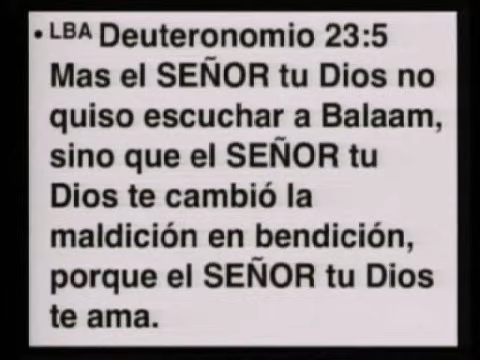 • LBA Deuteronomio 23:5
Mas el SEÑOR tu Dios no
quiso escuchar a Balaam,
sino que el SEÑOR tu
Dios te cambió la
maldición en bendición,
porque el SEÑOR tu Dios
te ama.